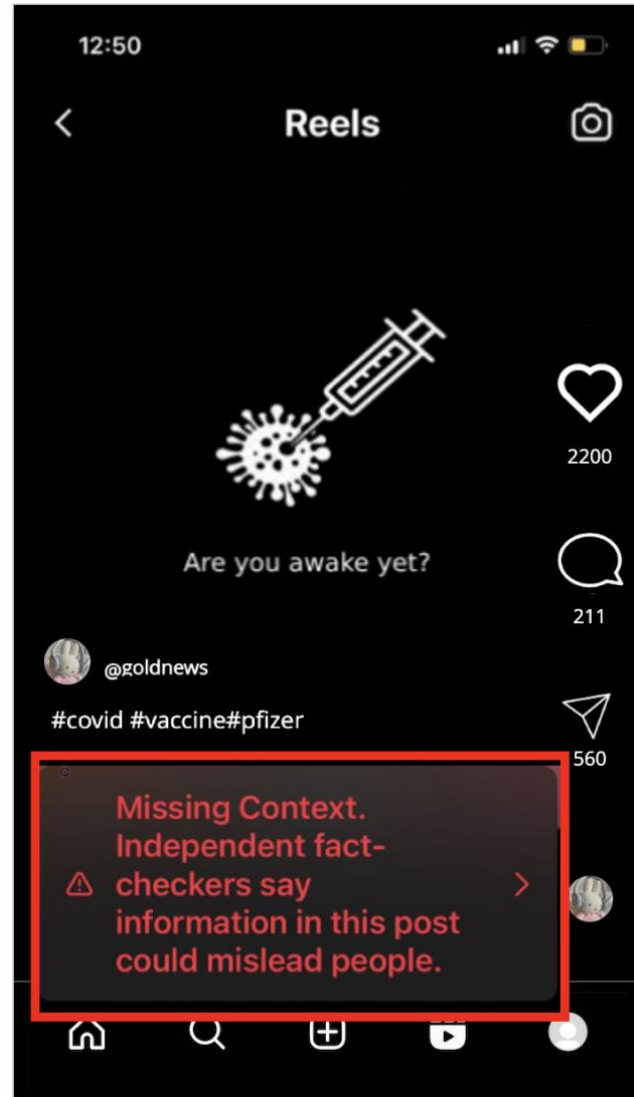 12:50
Reels
2200
Are you awake yet?
211
@goldnews
#covid #vaccine#pfizer
560
Missing Context.
Independent fact-
checkers say
information in this post
could mislead people.